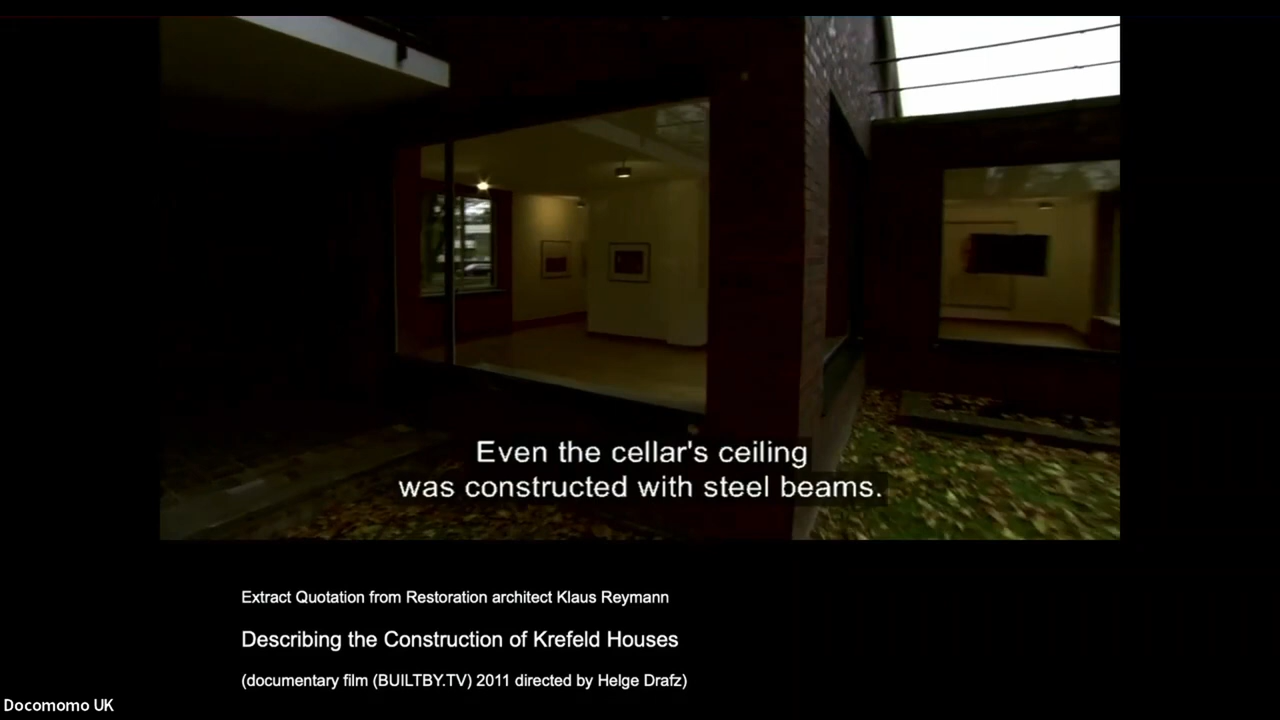 Even the cellar's ceiling
was constructed with steel beams.
Extract Quotation from Restoration architect Klaus Reymann
Describing the Construction of Krefeld Houses
(documentary film (BUILTBY.TV) 2011 directed by Helge Drafz)
Docomomo UK